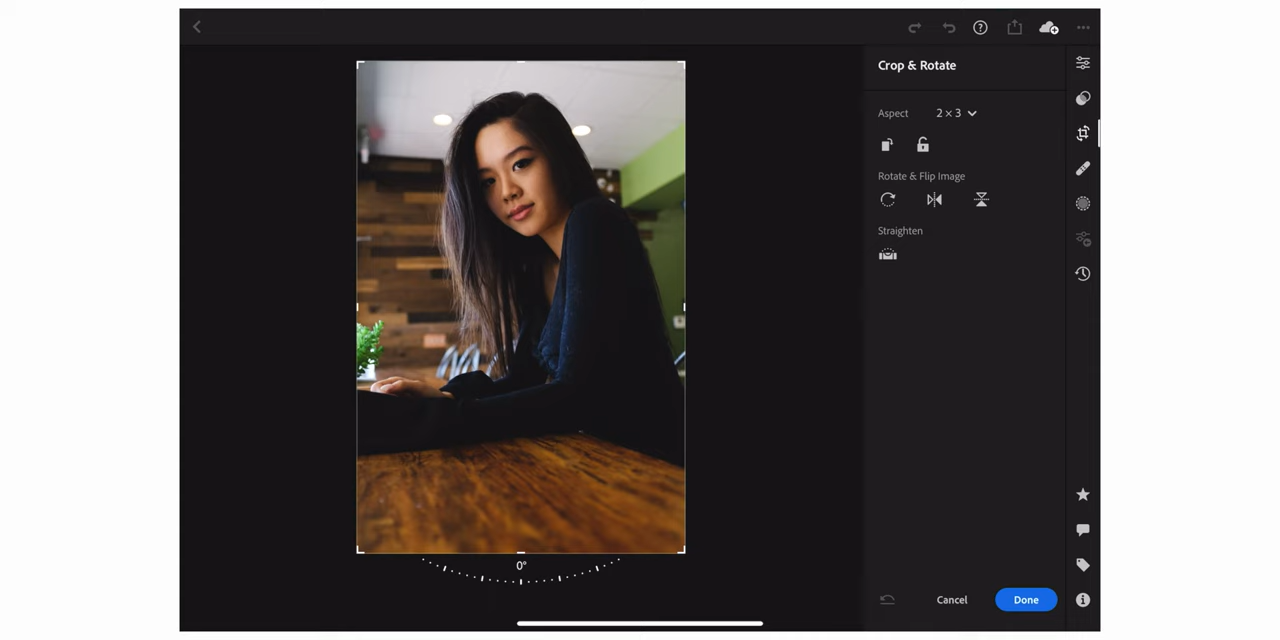 Crop & Rotate
Aspect 2 × 3
Rotate & Flip Image
Straighten
0°
Cancel Done